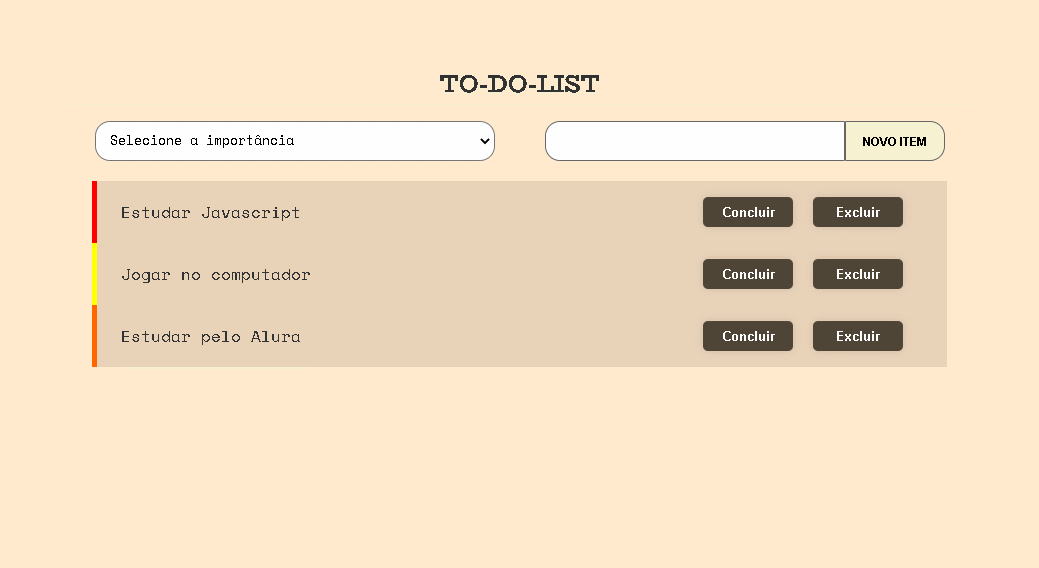 TO-DO-LIST
Selecione a importância
NOVO ITEM
Estudar Javascript Concluir Excluir
Jogar no computador Concluir Excluir
Estudar pelo Alura Concluir Excluir